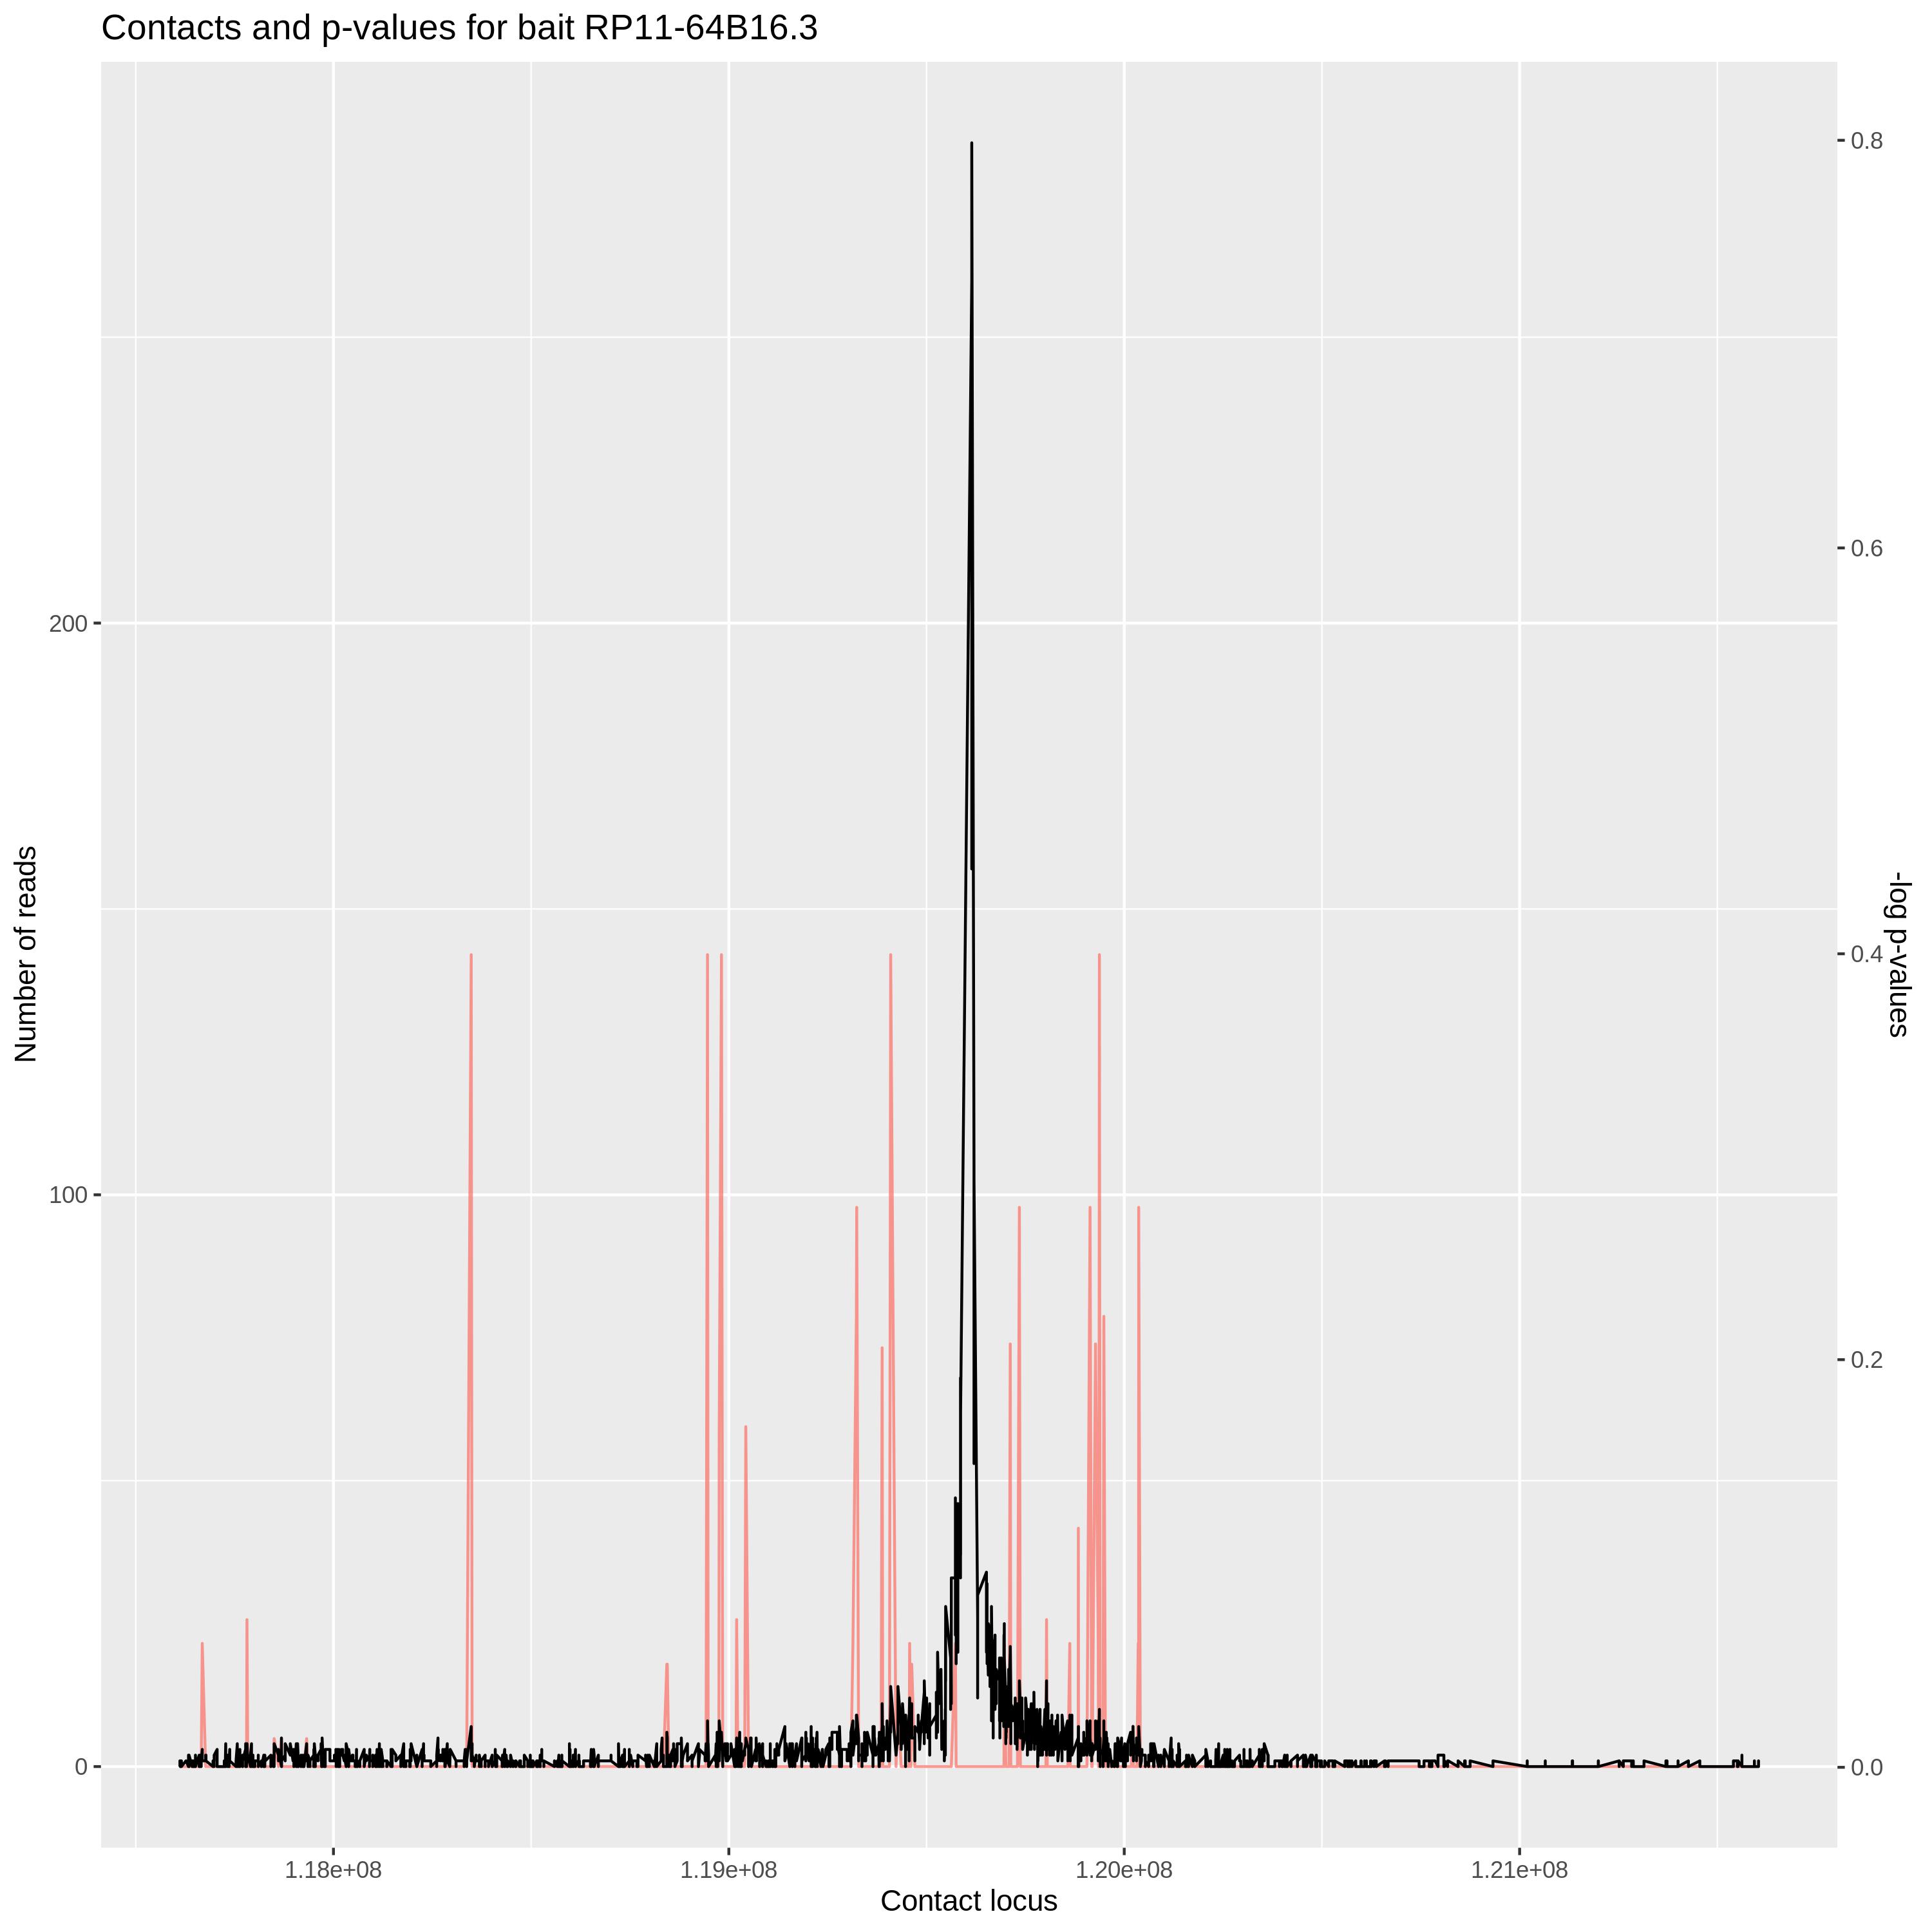 Contacts and p-values for bait RP11-64B16.3
Number of reads
200
100
0
0.8
0.6
0.4
0.2
0.0
-log p-values
1.18e+08
1.19e+08
1.20e+08
1.21e+08
Contact locus